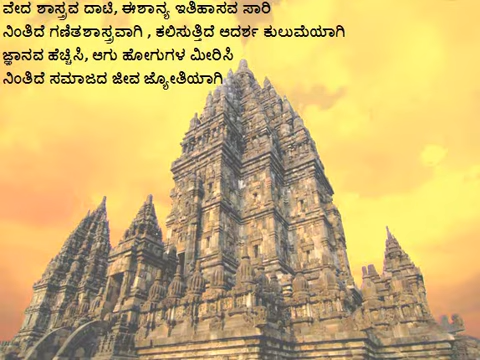 ವೇದ ಶಾಸ್ತ್ರವ ದಾಟಿ, ಈಶಾನ್ಯ ಇತಿಹಾಸವ ಸಾರಿ
ನಿಂತಿದೆ ಗಣಿತಶಾಸ್ತ್ರವಾಗಿ , ಕಲಿಸುತ್ತಿದೆ ಆದರ್ಶ ಕುಲುಮೆಯಾಗಿ
ಜ್ಞಾನವ ಹೆಚ್ಚಿಸಿ, ಆಗು ಹೋಗುಗಳ ಮೀರಿಸಿ
ನಿಂತಿದೆ ಸಮಾಜದ ಜೀವ ಜ್ಯೋತಿಯಾಗಿ